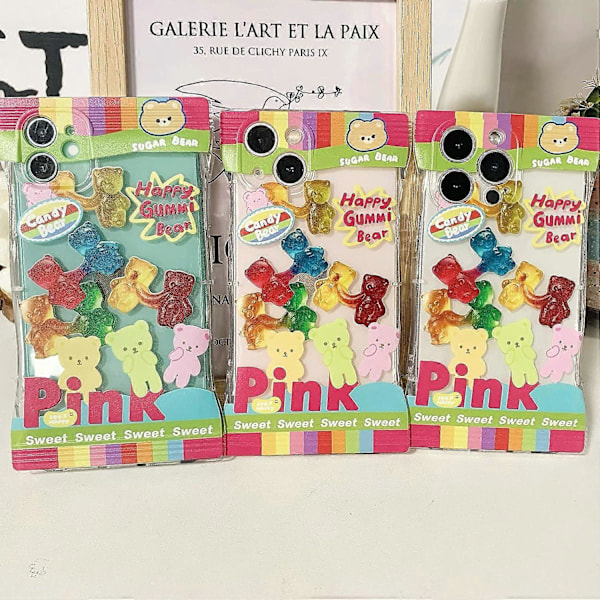 GALERIE L'ART ET LA PAIX
35, RUE DE CLICHY PARIS IX
SUGAR BEAR
Happy
GUMMi
Bear
Candy
Bear
Pink
Sweet Sweet Sweet Sweet
SUGAR BEAR
Happy
GUMMi
Bear
Candy
Bear
Pink
Sweet Sweet Sweet Sweet
SUGAR BEAR
Happy
GUMMi
Bear
Candy
Bear
Pink
Sweet Sweet Sweet Sweet